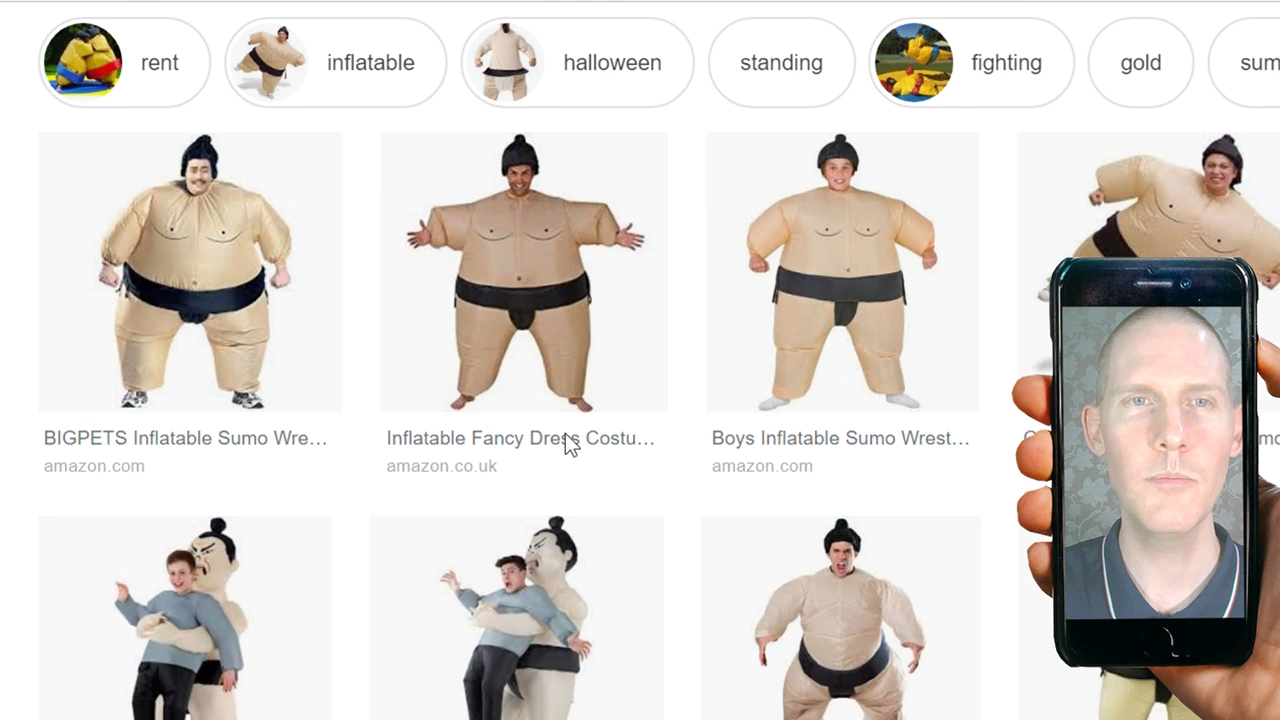 rent
inflatable
halloween
standing
fighting
gold
sum
BIGPETS Inflatable Sumo Wre...
amazon.com
Inflatable Fancy Dress Costu...
amazon.co.uk
Boys Inflatable Sumo Wrest...
amazon.com